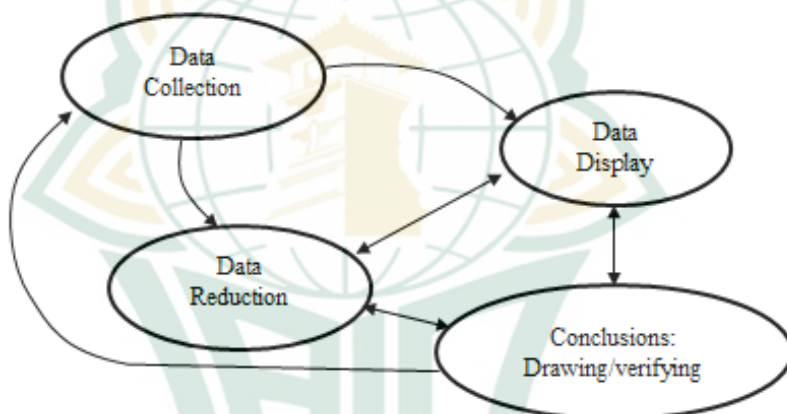 Data
Collection
Data
Display
Data
Reduction
Conclusions:
Drawing/verifying